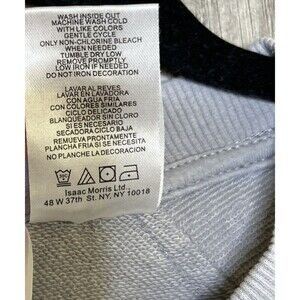 WASH INSIDE OUT
MACHINE WASH COLD
WITH LIKE COLORS
GENTLE CYCLE
ONLY NON-CHLORINE BLEACH
WHEN NEEDED
TUMBLE DRY LOW
REMOVE PROMPTLY
LOW IRON IF NEEDED
DO NOT IRON DECORATION
LAVAR AL REVES
LAVAR EN LAVADORA
CON AGUA FRIA
CON COLORES SIMILARES
CICLO DELICADO
BLANQUEADOR SIN CLORO
SI ES NECESARIO
SECADORA CICLO BAJA
REMUEVA PRONTAMENTE
PLANCHA FRIA SI SE NECESITA
NO PLANCHA LA DECORACION
Isaac Morris Ltd.
48 W 37th St. NY, NY 10018